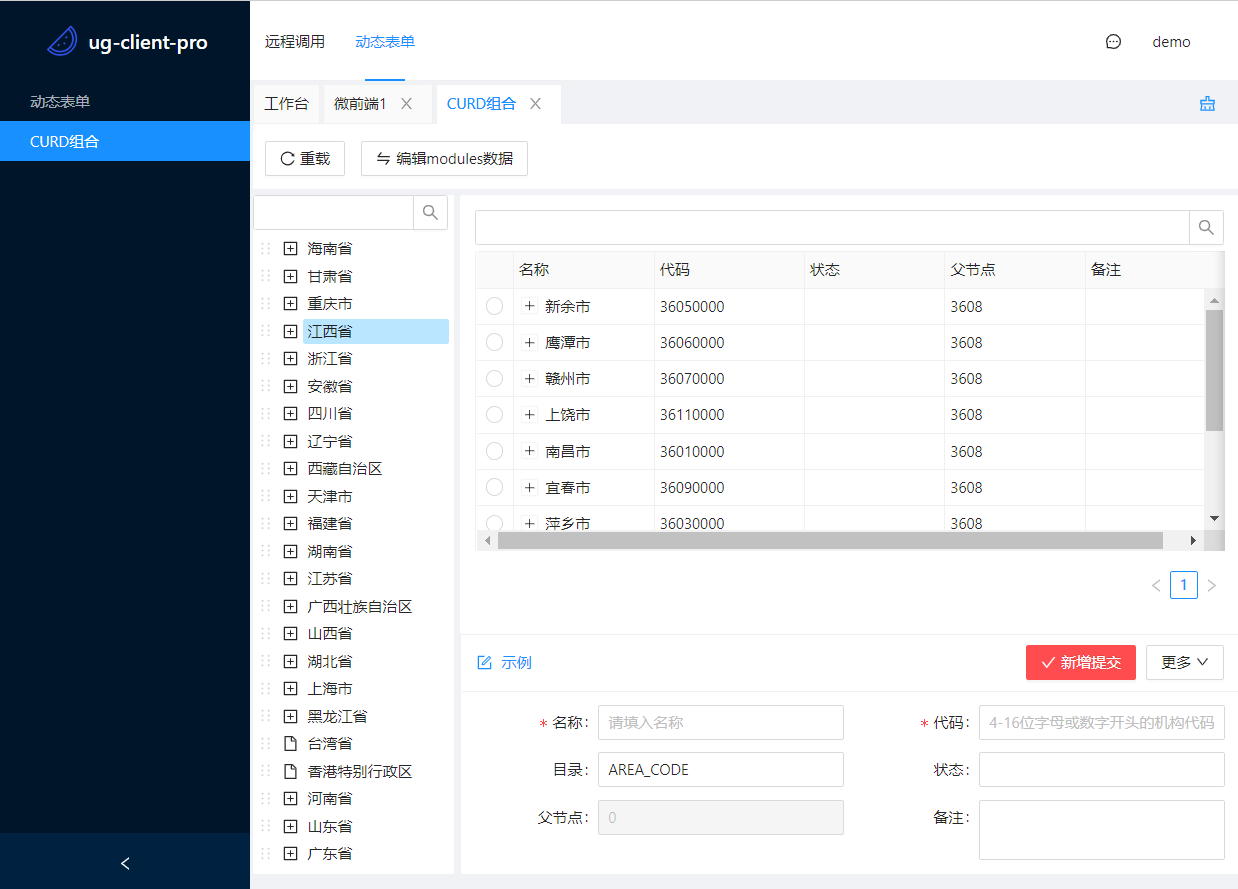 ug-client-pro
动态表单
CURD组合
远程调用 动态表单 demo
工作台 微前端1 CURD组合
重载 编辑modules数据
海南省
甘肃省
重庆市
江西省
浙江省
安徽省
四川省
辽宁省
西藏自治区
天津市
福建省
湖南省
江苏省
广西壮族自治区
山西省
湖北省
上海市
黑龙江省
台湾省
香港特别行政区
河南省
山东省
广东省
名称 代码 状态 父节点 备注
新余市 36050000 3608
鹰潭市 36060000 3608
赣州市 36070000 3608
上饶市 36110000 3608
南昌市 36010000 3608
宜春市 36090000 3608
萍乡市 36030000 3608
1
示例 新增提交 更多
* 名称: 请填入名称 * 代码: 4-16位字母或数字开头的机构代码
目录: AREA_CODE 状态:
父节点: 0 备注: